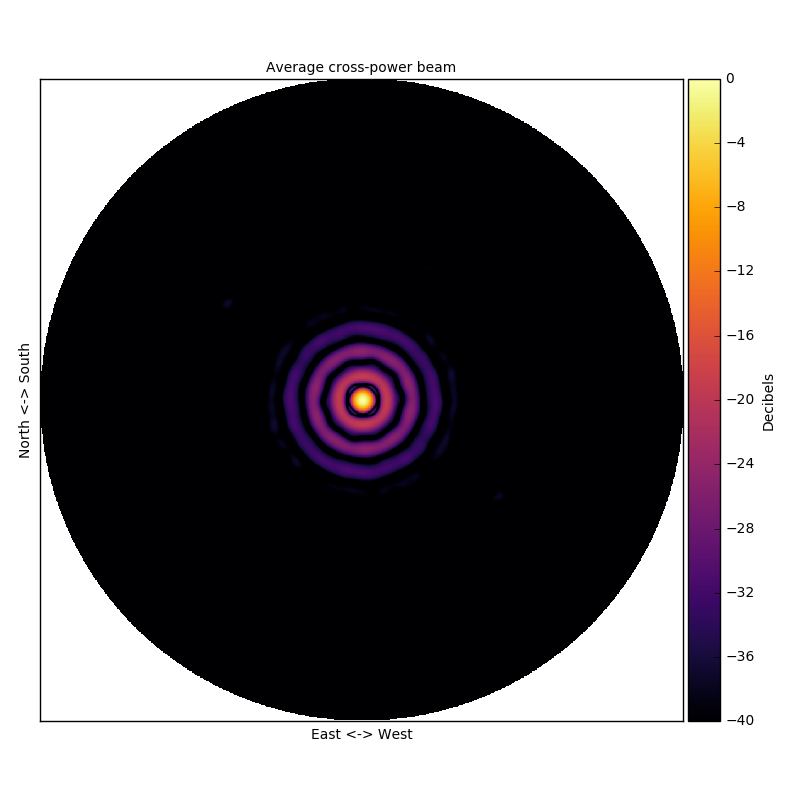 Average cross-power beam
North <-> South
East <-> West
0
−4
−8
−12
−16
−20
−24
−28
−32
−36
−40
Decibels